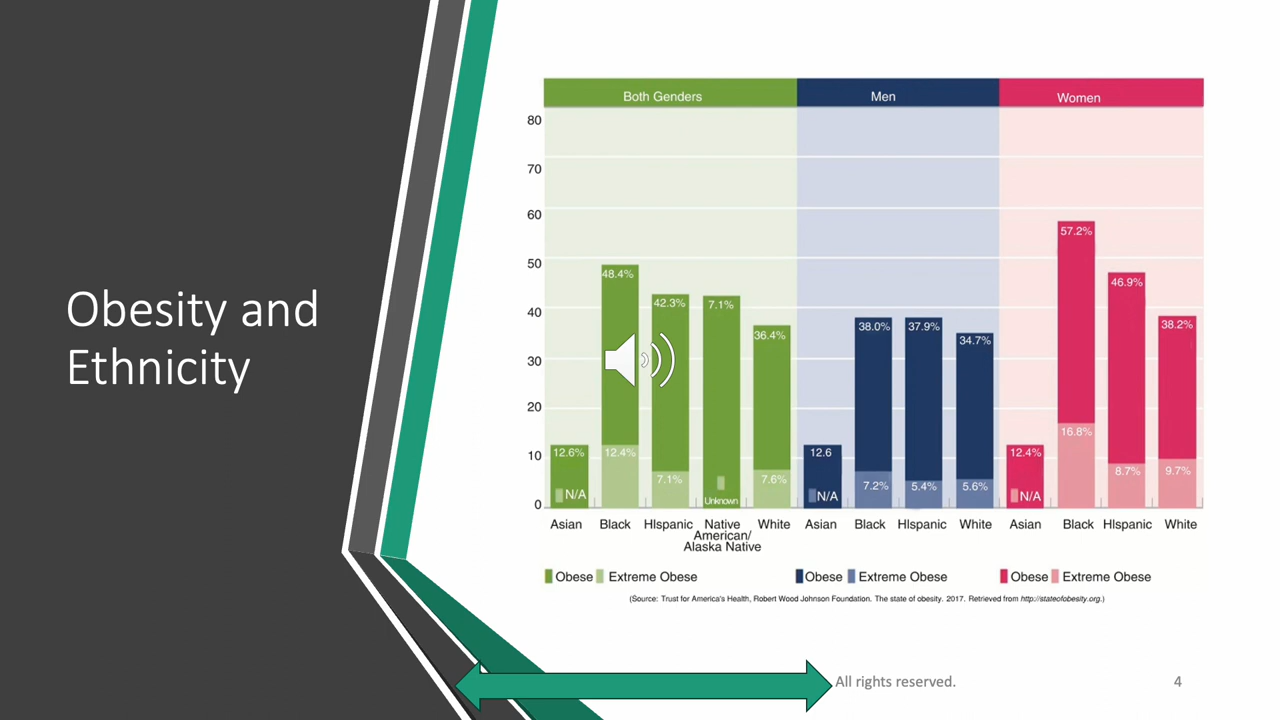 Obesity and
Ethnicity
Both Genders
Men
Women
80
70
60
50
40
30
20
10
0
48.4%
42.3%
7.1%
36.4%
12.6%
12.4%
7.1%
7.6%
N/A
Unknown
38.0%
37.9%
34.7%
12.6
7.2%
5.4%
5.6%
N/A
57.2%
46.9%
38.2%
12.4%
16.8%
8.7%
9.7%
N/A
Asian Black HIspanic Native White Asian Black HIspanic White Asian Black HIspanic White
American/
Alaska Native
Obese Extreme Obese Obese Extreme Obese Obese Extreme Obese
(Source: Trust for America's Health, Robert Wood Johnson Foundation. The state of obesity. 2017. Retrieved from http://stateofobesity.org.)
All rights reserved.
4